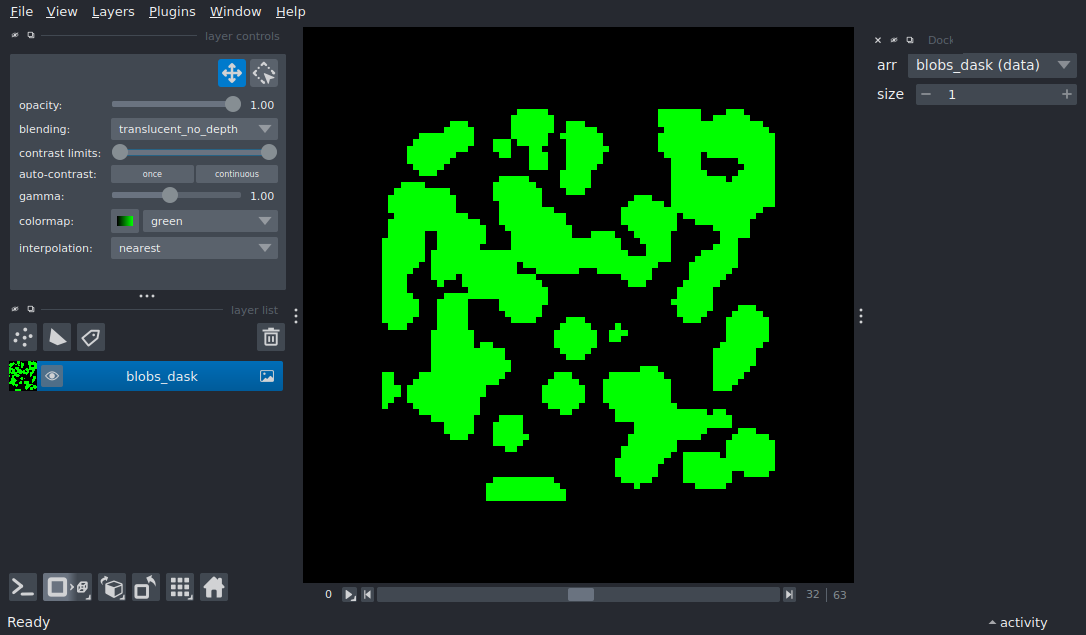 File View Layers Plugins Window Help
layer controls
opacity: 1.00
blending: translucent_no_depth
contrast limits:
auto-contrast: once continuous
gamma: 1.00
colormap: green
interpolation: nearest
layer list
blobs_dask
Dock
arr blobs_dask (data)
size 1
0 32 63
Ready
activity